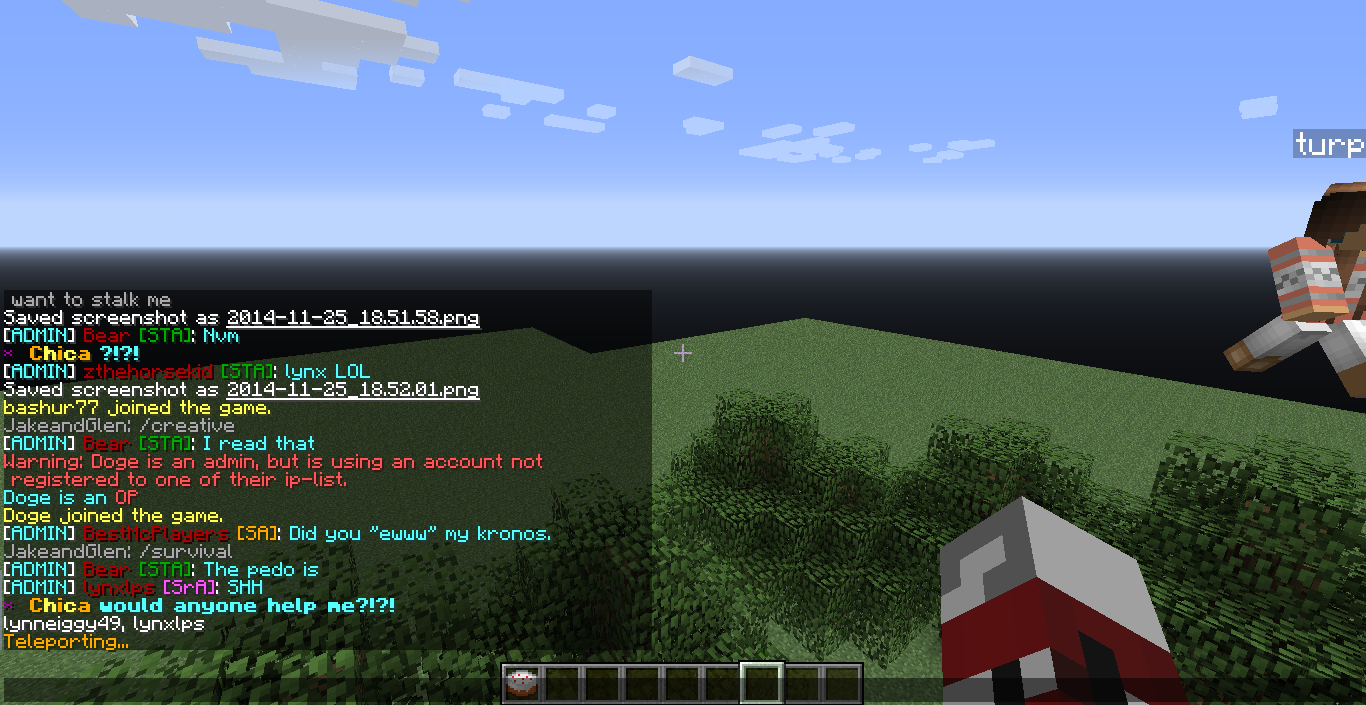 turp
want to stalk me
Saved screenshot as 2014-11-25_18.51.58.png
[ADMIN] Bear [STA]: Nvm
* Chica ?!?!
[ADMIN] zthehorsekid [STA]: lynx LOL
Saved screenshot as 2014-11-25_18.52.01.png
bashur77 joined the game.
JakeandGlen: /creative
[ADMIN] Bear [STA]: I read that
Warning: Doge is an admin, but is using an account not
registered to one of their ip-list.
Doge is an OP
Doge joined the game.
[ADMIN] BestMcPlayers [SA]: Did you "ewww" my kronos.
JakeandGlen: /survival
[ADMIN] Bear [STA]: The pedo is
[ADMIN] lynxlps [SrA]: SHH
* Chica would anyone help me?!?!
lynneiggy49, lynxlps
Teleporting...